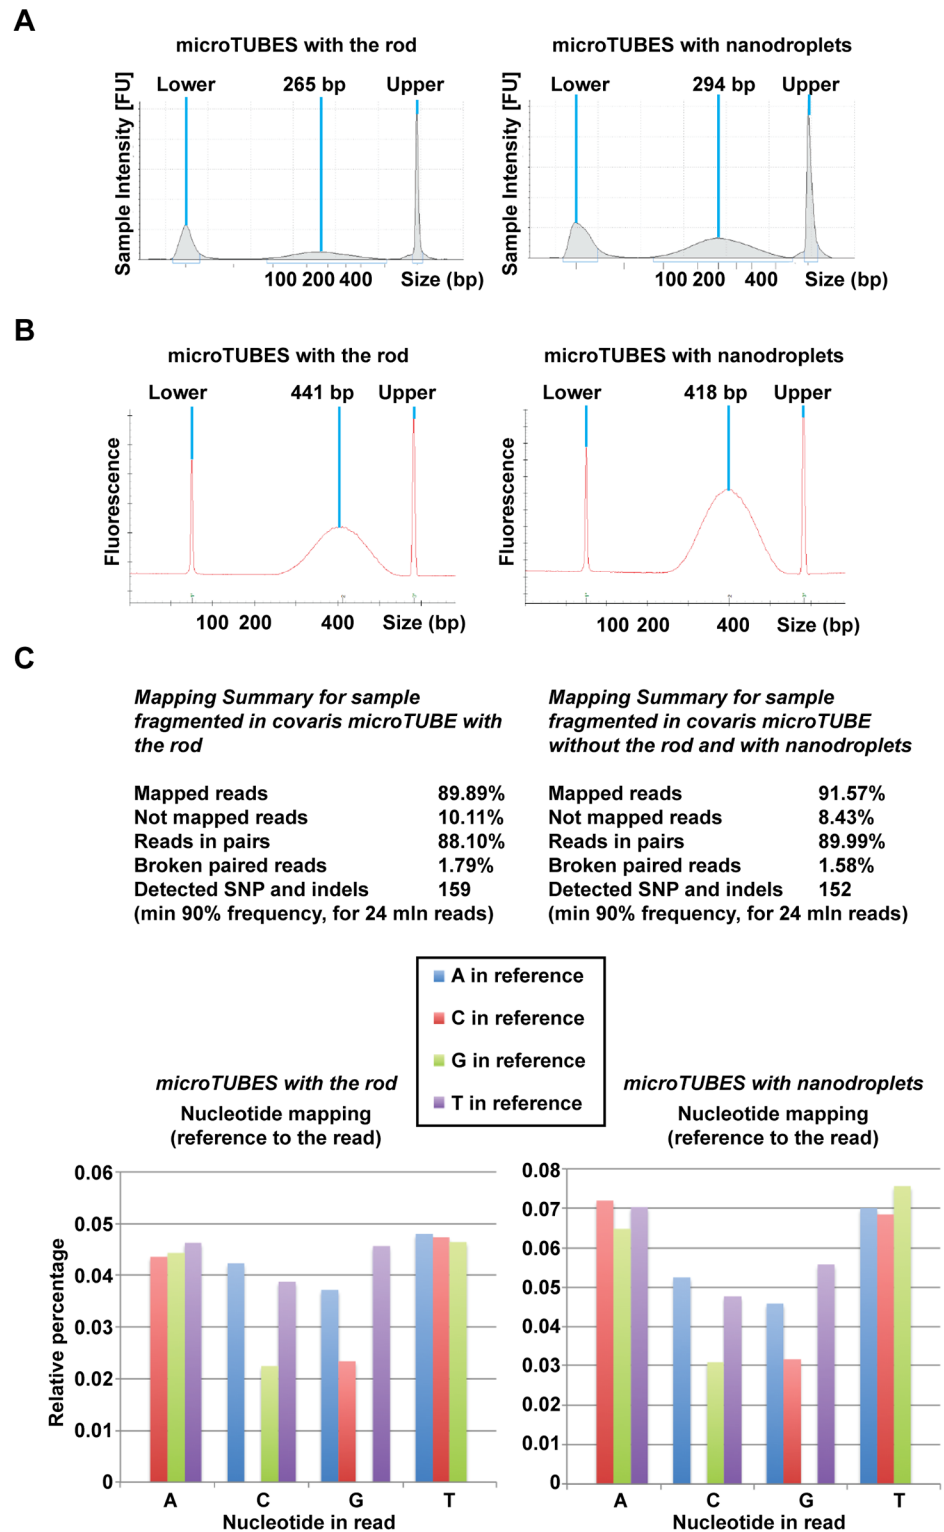 A
microTUBES with the rod
microTUBES with nanodroplets
Lower 265 bp Upper
Lower 294 bp Upper
Sample Intensity [FU]
Sample Intensity [FU]
100 200 400 Size (bp)
100 200 400 Size (bp)
B
microTUBES with the rod
microTUBES with nanodroplets
Lower 441 bp Upper
Lower 418 bp Upper
Fluorescence
Fluorescence
100 200 400 Size (bp)
100 200 400 Size (bp)
C
Mapping Summary for sample
fragmented in covaris microTUBE with
the rod
Mapped reads 89.89%
Not mapped reads 10.11%
Reads in pairs 88.10%
Broken paired reads 1.79%
Detected SNP and indels 159
(min 90% frequency, for 24 mln reads)
Mapping Summary for sample
fragmented in covaris microTUBE
without the rod and with nanodroplets
Mapped reads 91.57%
Not mapped reads 8.43%
Reads in pairs 89.99%
Broken paired reads 1.58%
Detected SNP and indels 152
(min 90% frequency, for 24 mln reads)
A in reference
C in reference
G in reference
T in reference
microTUBES with the rod
Nucleotide mapping
(reference to the read)
0.06
0.05
0.04
0.03
0.02
0.01
0
Relative percentage
A C G T
Nucleotide in read
microTUBES with nanodroplets
Nucleotide mapping
(reference to the read)
0.08
0.07
0.06
0.05
0.04
0.03
0.02
0.01
0
A C G T
Nucleotide in read